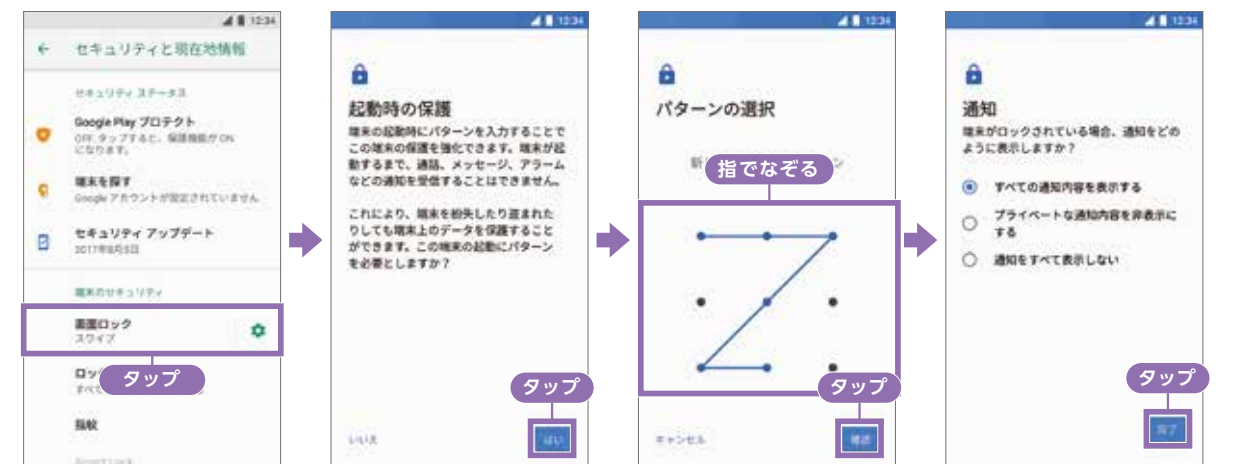 12:34
セキュリティと現在地情報
セキュリティ ステータス
Google Play プロテクト
OFF: タップすると、保護機能が ON
になります。
端末を探す
Google アカウントが設定されていません
セキュリティ アップデート
2017年8月5日
端末のセキュリティ
画面ロック
スワイプ
タップ
ロッ
すべて
指紋
Smart Lock
12:34
起動時の保護
端末の起動時にパターンを入力することで
この端末の保護を強化できます。端末が起
動するまで、通話、メッセージ、アラーム
などの通知を受信することはできません。
これにより、端末を紛失したり盗まれた
りしても端末上のデータを保護すること
ができます。この端末の起動にパターン
を必要としますか？
タップ
いいえ
はい
12:34
パターンの選択
新
指でなぞる
ン
タップ
キャンセル
確認
12:34
通知
端末がロックされている場合、通知をどの
ように表示しますか？
すべての通知内容を表示する
プライベートな通知内容を非表示に
する
通知をすべて表示しない
タップ
完了